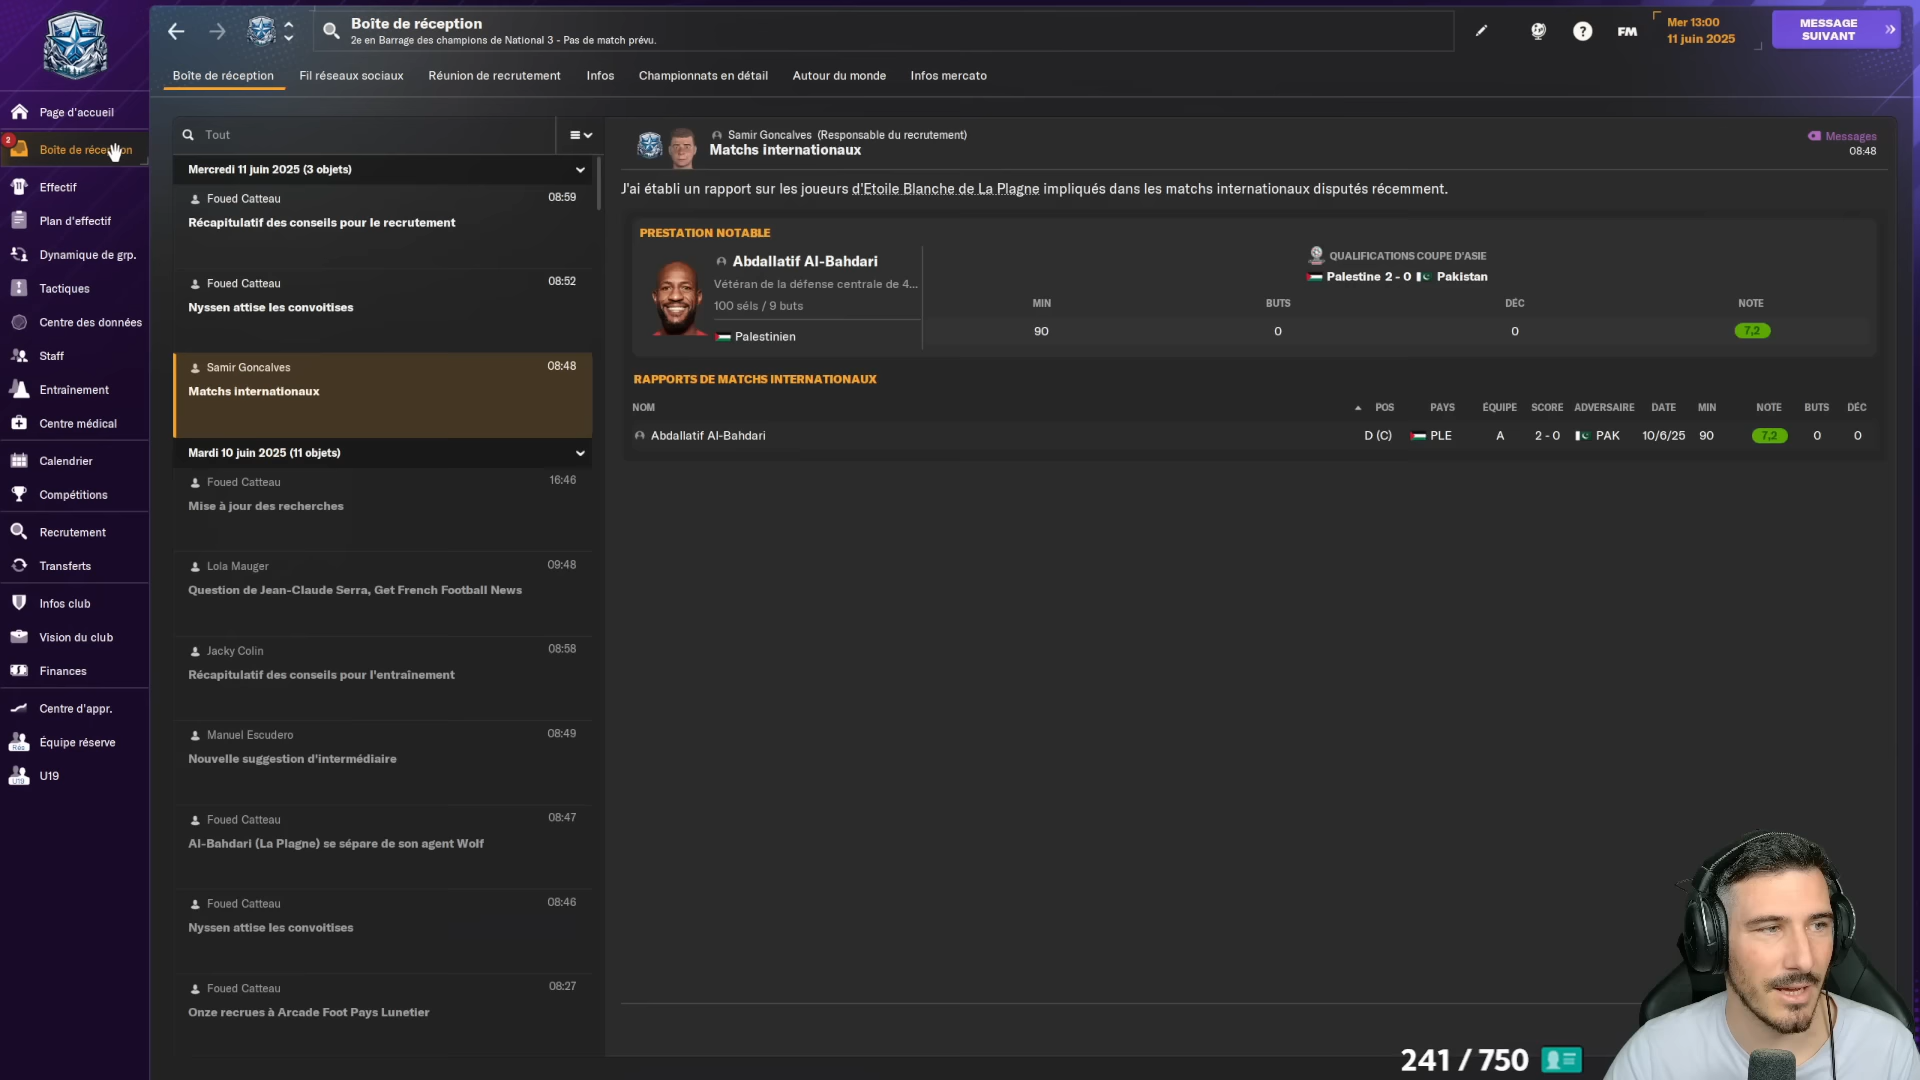 Boîte de réception
2e en Barrage des champions de National 3 - Pas de match prévu.
FM
Mer 13:00
11 juin 2025
MESSAGE
SUIVANT
Boîte de réception
Fil réseaux sociaux
Réunion de recrutement
Infos
Championnats en détail
Autour du monde
Infos mercato
Page d'accueil
2
Boîte de réception
Effectif
Plan d'effectif
Dynamique de grp.
Tactiques
Centre des données
Staff
Entraînement
Centre médical
Calendrier
Compétitions
Recrutement
Transferts
Infos club
Vision du club
Finances
Centre d'appr.
Équipe réserve
U19
Tout
Mercredi 11 juin 2025 (3 objets)
Foued Catteau 08:59
Récapitulatif des conseils pour le recrutement
Foued Catteau 08:52
Nyssen attise les convoitises
Samir Goncalves 08:48
Matchs internationaux
Mardi 10 juin 2025 (11 objets)
Foued Catteau 16:46
Mise à jour des recherches
Lola Mauger 09:48
Question de Jean-Claude Serra, Get French Football News
Jacky Colin 08:58
Récapitulatif des conseils pour l'entraînement
Manuel Escudero 08:49
Nouvelle suggestion d'intermédiaire
Foued Catteau 08:47
Al-Bahdari (La Plagne) se sépare de son agent Wolf
Foued Catteau 08:46
Nyssen attise les convoitises
Foued Catteau 08:27
Onze recrues à Arcade Foot Pays Lunetier
Samir Goncalves (Responsable du recrutement)
Matchs internationaux
Messages
08:48
J'ai établi un rapport sur les joueurs d'Etoile Blanche de La Plagne impliqués dans les matchs internationaux disputés récemment.
PRESTATION NOTABLE
Abdallatif Al-Bahdari
Vétéran de la défense centrale de 4...
100 séls / 9 buts
Palestinien
QUALIFICATIONS COUPE D'ASIE
Palestine 2 - 0 Pakistan
MIN BUTS DÉC NOTE
90 0 0 7,2
RAPPORTS DE MATCHS INTERNATIONAUX
NOM POS PAYS ÉQUIPE SCORE ADVERSAIRE DATE MIN NOTE BUTS DÉC
Abdallatif Al-Bahdari D (C) PLE A 2 - 0 PAK 10/6/25 90 7,2 0 0
241 / 750